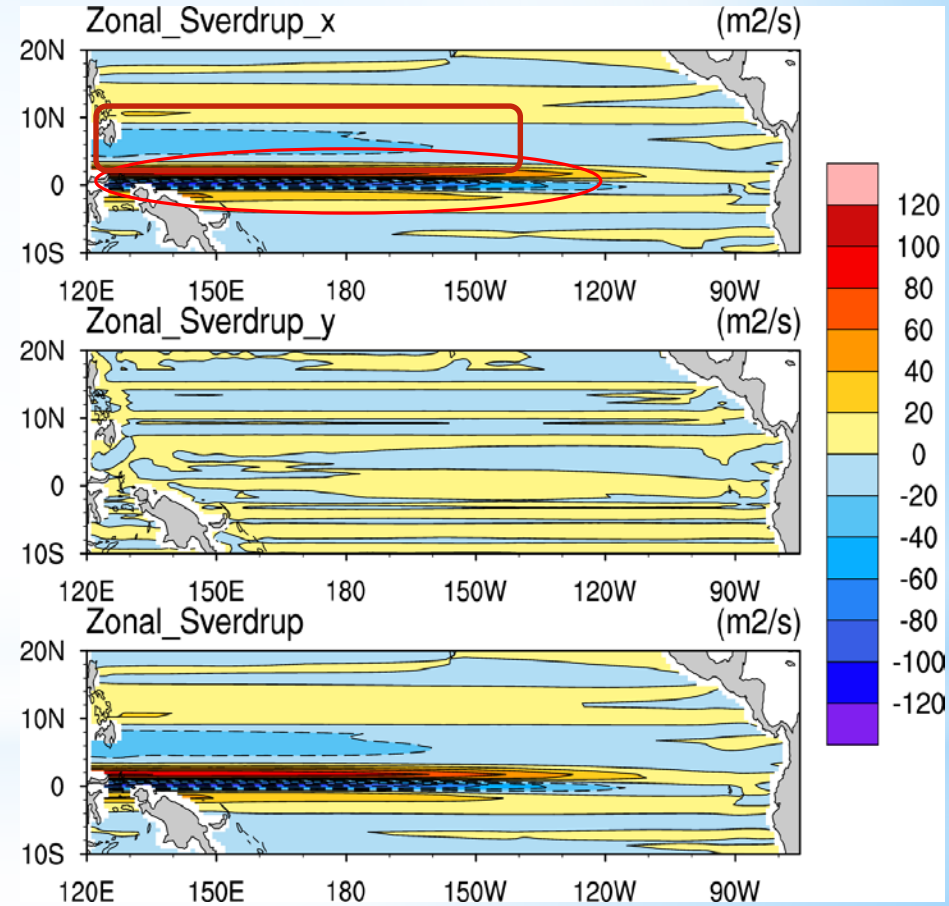 Zonal_Sverdrup_x (m2/s)
20N
10N
0
10S
120E 150E 180 150W 120W 90W
Zonal_Sverdrup_y (m2/s)
20N
10N
0
10S
120E 150E 180 150W 120W 90W
Zonal_Sverdrup (m2/s)
20N
10N
0
10S
120E 150E 180 150W 120W 90W
120
100
80
60
40
20
0
-20
-40
-60
-80
-100
-120